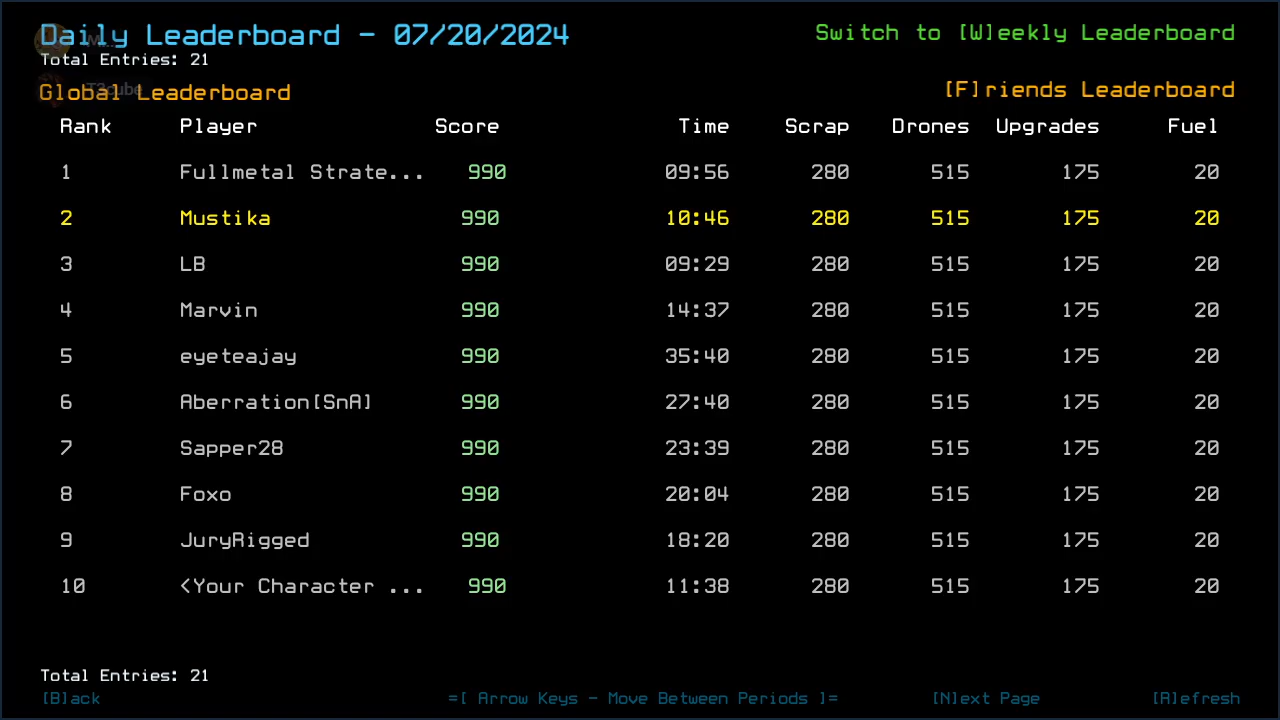 Daily Leaderboard - 07/20/2024 Switch to [W]eekly Leaderboard
Total Entries: 21
T3cube
Global Leaderboard [F]riends Leaderboard
Rank Player Score Time Scrap Drones Upgrades Fuel
1 Fullmetal Strate... 990 09:56 280 515 175 20
2 Mustika 990 10:46 280 515 175 20
3 LB 990 09:29 280 515 175 20
4 Marvin 990 14:37 280 515 175 20
5 eyeteajay 990 35:40 280 515 175 20
6 Aberration[SnA] 990 27:40 280 515 175 20
7 Sapper28 990 23:39 280 515 175 20
8 Foxo 990 20:04 280 515 175 20
9 JuryRigged 990 18:20 280 515 175 20
10 <Your Character ... 990 11:38 280 515 175 20
Total Entries: 21
[B]ack =[ Arrow Keys - Move Between Periods ]= [N]ext Page [R]efresh